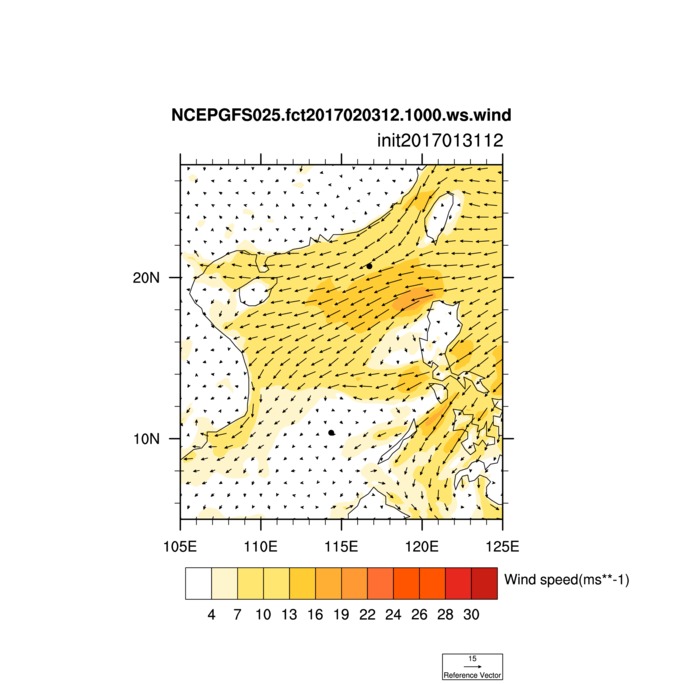 NCEPGFS025.fct2017020312.1000.ws.wind
init2017013112
20N
10N
105E 110E 115E 120E 125E
Wind speed(ms**-1)
4 7 10 13 16 19 22 24 26 28 30
15
Reference Vector